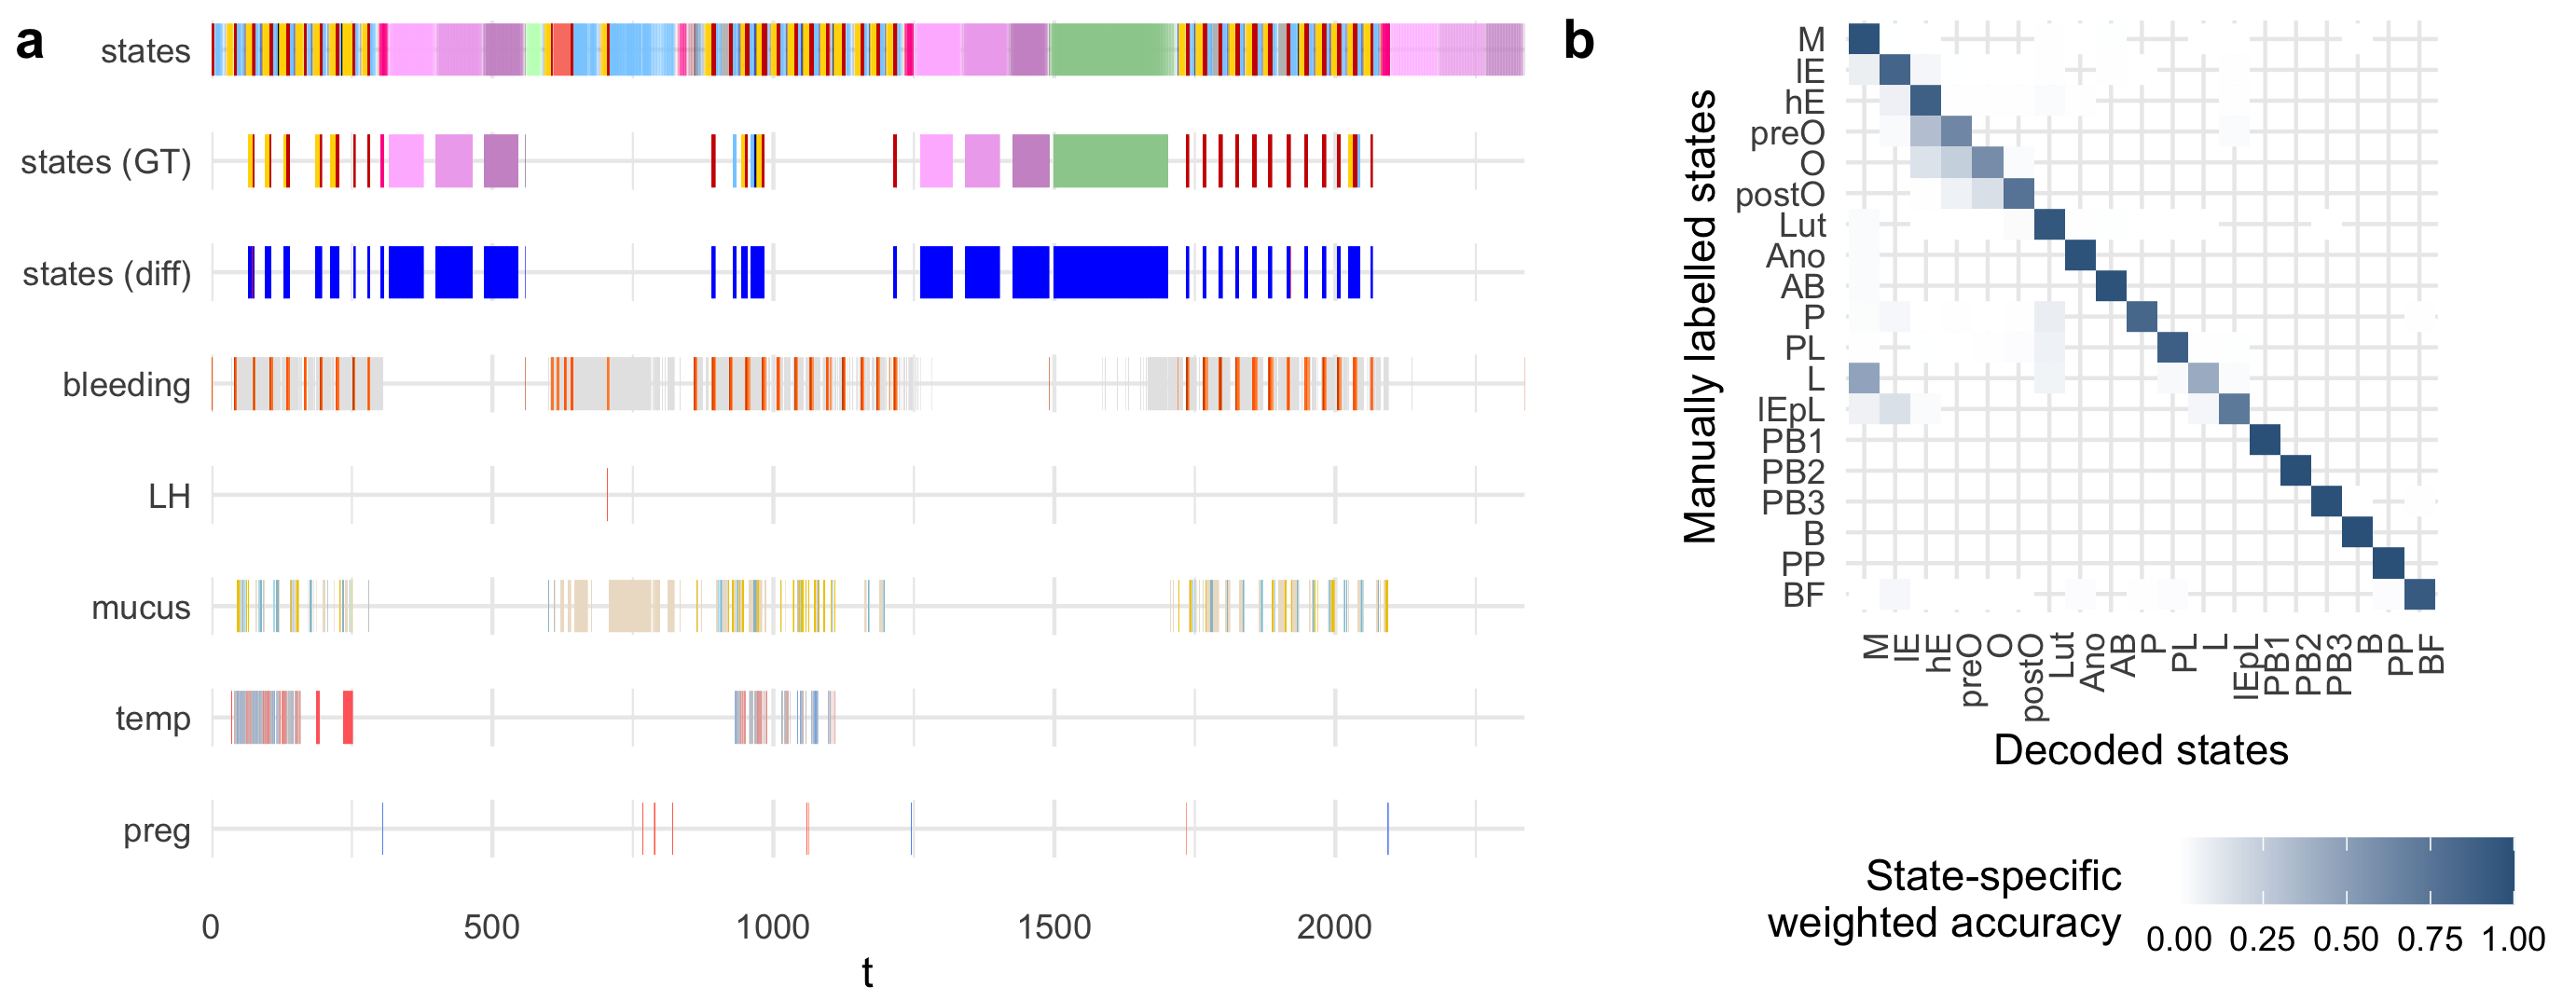 a
states
states (GT)
states (diff)
bleeding
LH
mucus
temp
preg
0 500 1000 1500 2000
t
b
Manually labelled states
M
lE
hE
preO
O
postO
Lut
Ano
AB
P
PL
L
lEpL
PB1
PB2
PB3
B
PP
BF
M lE hE preO O postO Lut Ano AB P PL L lEpL PB1 PB2 PB3 B PP BF
Decoded states
State-specific
weighted accuracy
0.00 0.25 0.50 0.75 1.00